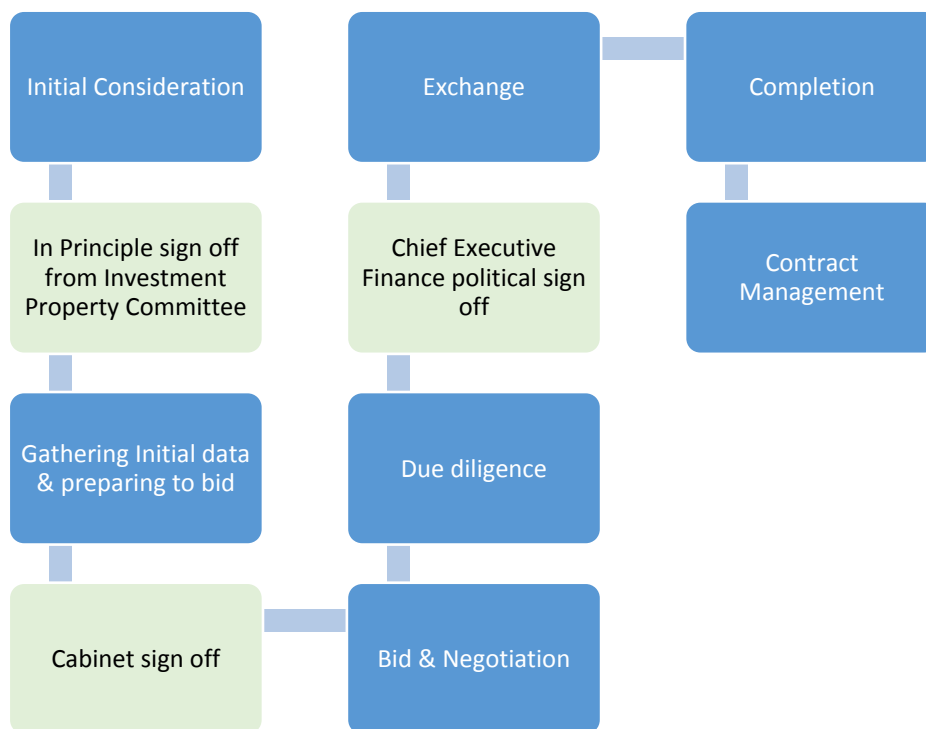 Initial Consideration
In Principle sign off
from Investment
Property Committee
Gathering Initial data
& preparing to bid
Cabinet sign off
Bid & Negotiation
Due diligence
Chief Executive
Finance political sign
off
Exchange
Completion
Contract
Management